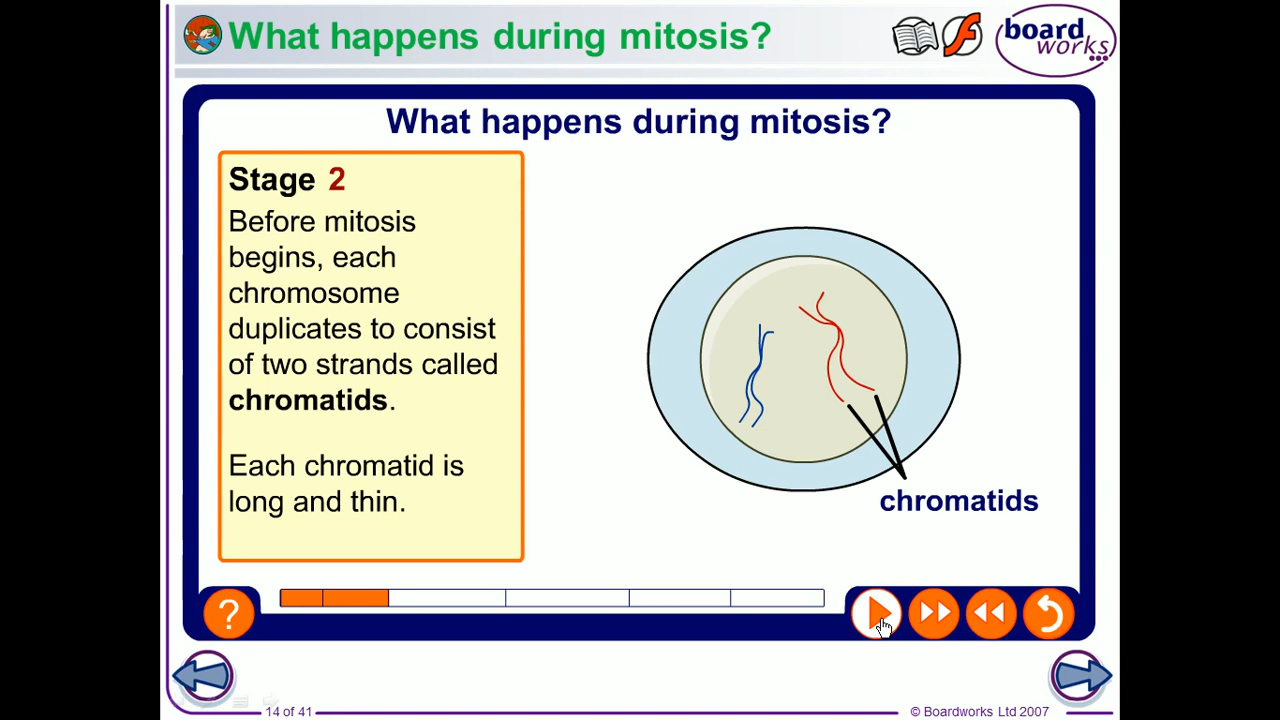 What happens during mitosis?
board
works
What happens during mitosis?
Stage 2
Before mitosis
begins, each
chromosome
duplicates to consist
of two strands called
chromatids.
Each chromatid is
long and thin.
chromatids
?
14 of 41
© Boardworks Ltd 2007